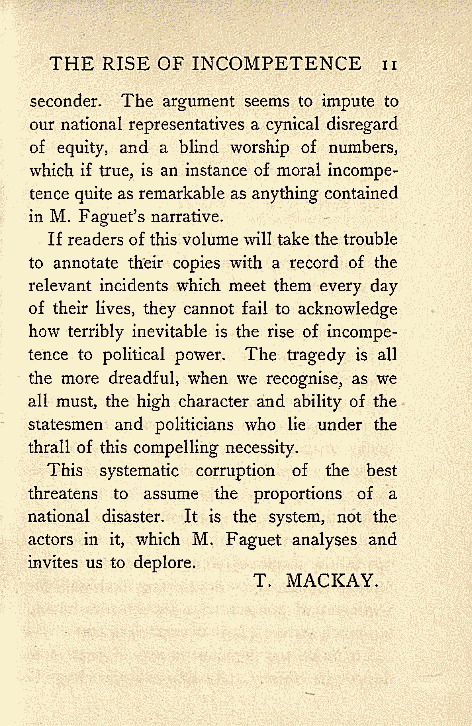 THE RISE OF INCOMPETENCE 11
seconder. The argument seems to impute to
our national representatives a cynical disregard
of equity, and a blind worship of numbers,
which if true, is an instance of moral incompe-
tence quite as remarkable as anything contained
in M. Faguet's narrative.
If readers of this volume will take the trouble
to annotate their copies with a record of the
relevant incidents which meet them every day
of their lives, they cannot fail to acknowledge
how terribly inevitable is the rise of incompe-
tence to political power. The tragedy is all
the more dreadful, when we recognise, as we
all must, the high character and ability of the
statesmen and politicians who lie under the
thrall of this compelling necessity.
This systematic corruption of the best
threatens to assume the proportions of a
national disaster. It is the system, not the
actors in it, which M. Faguet analyses and
invites us to deplore.
T. MACKAY.